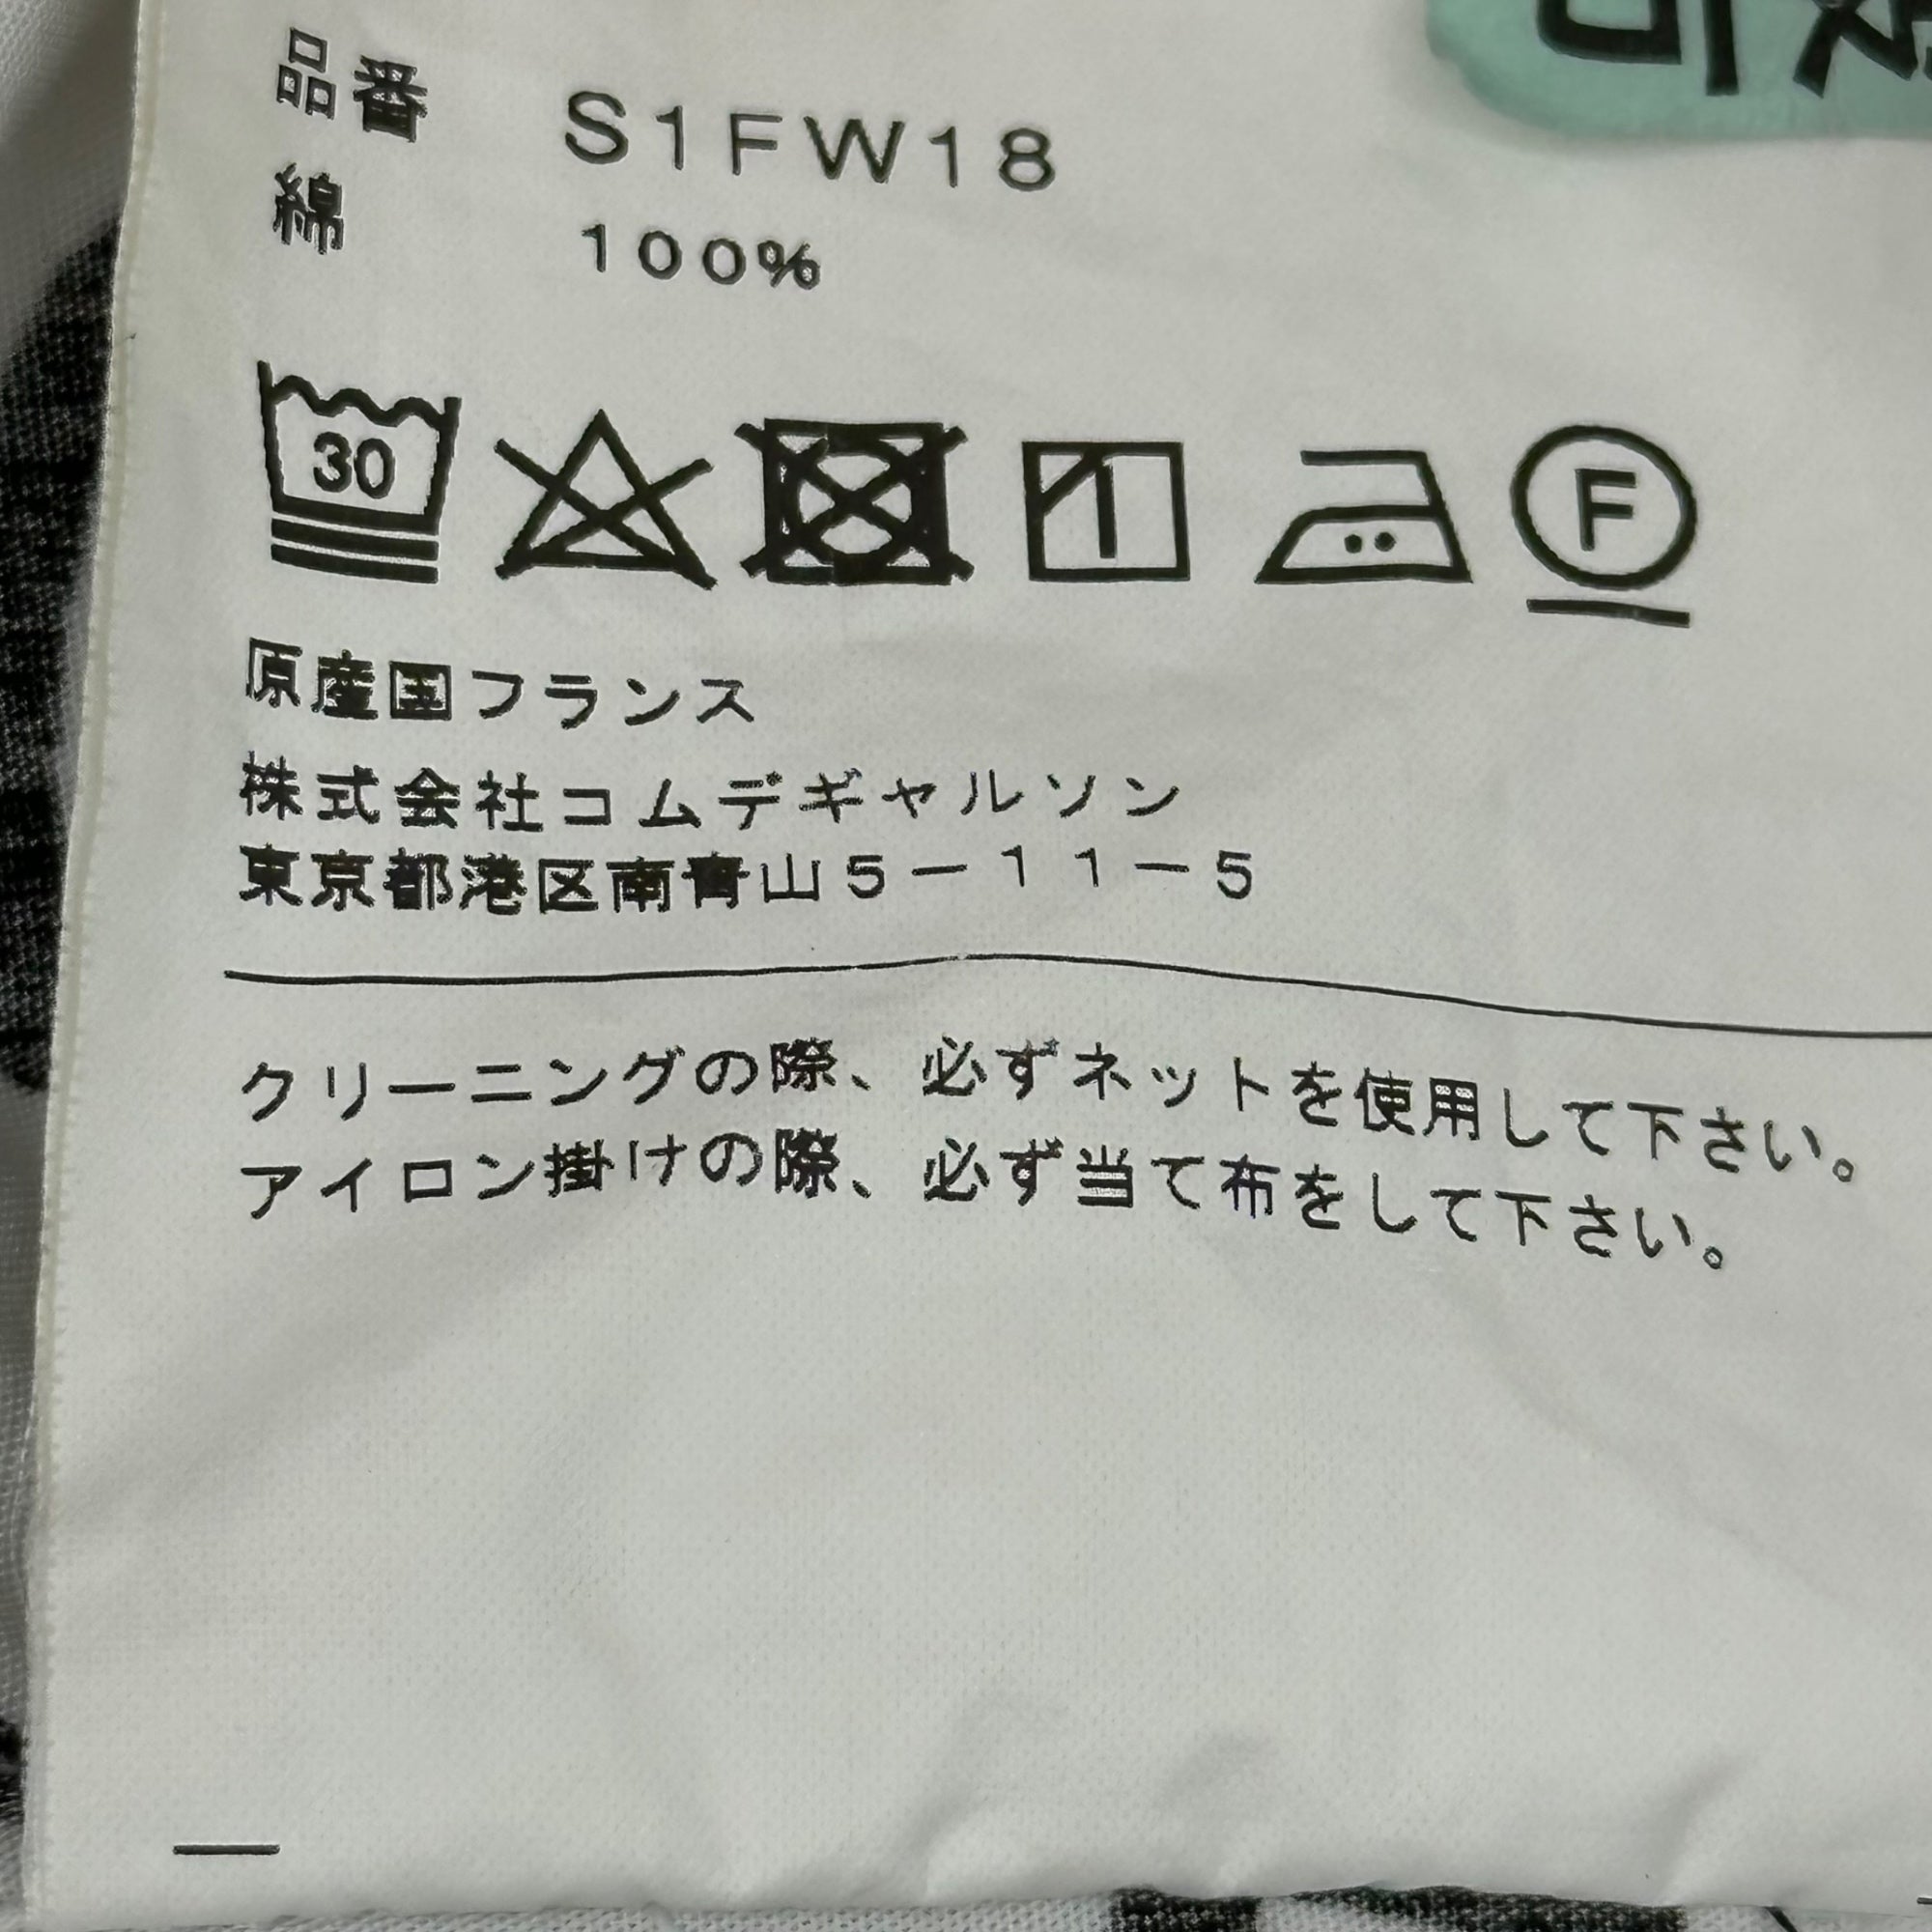 品番 S1FW18
綿 100%
30
F
原産国フランス
株式会社コムデギャルソン
東京都港区南青山5-11-5
クリーニングの際、必ずネットを使用して下さい。
アイロン掛けの際、必ず当て布をして下さい。